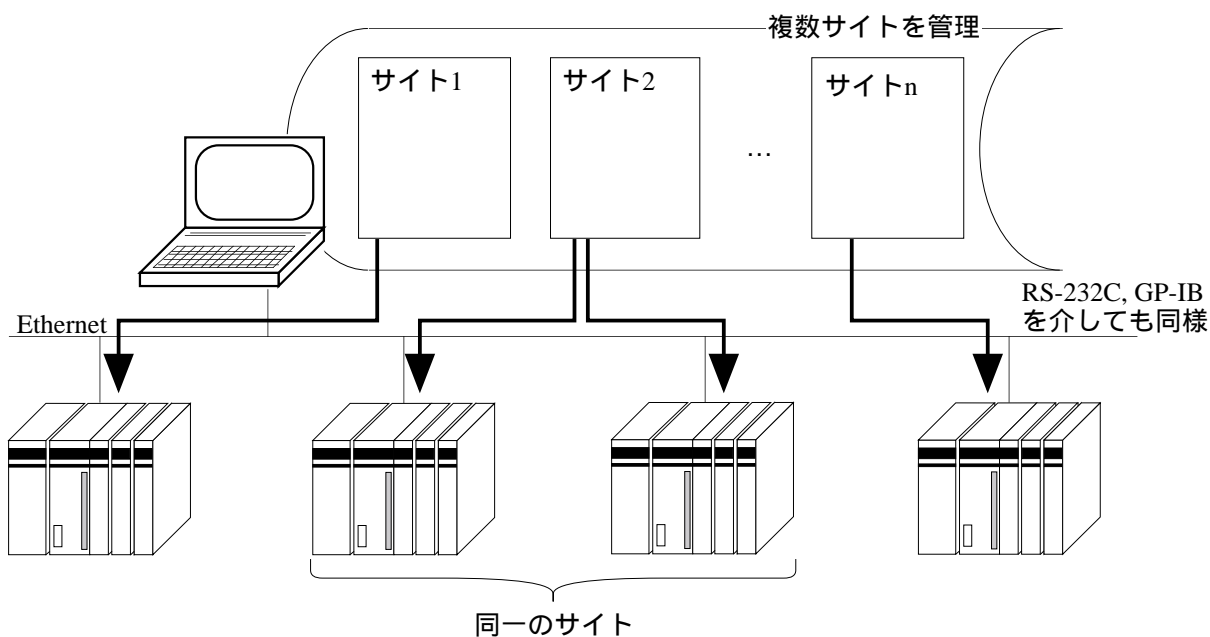 複数サイトを管理
サイト1
サイト2
サイトn
…
RS-232C, GP-IB
を介しても同様
Ethernet
同一のサイト